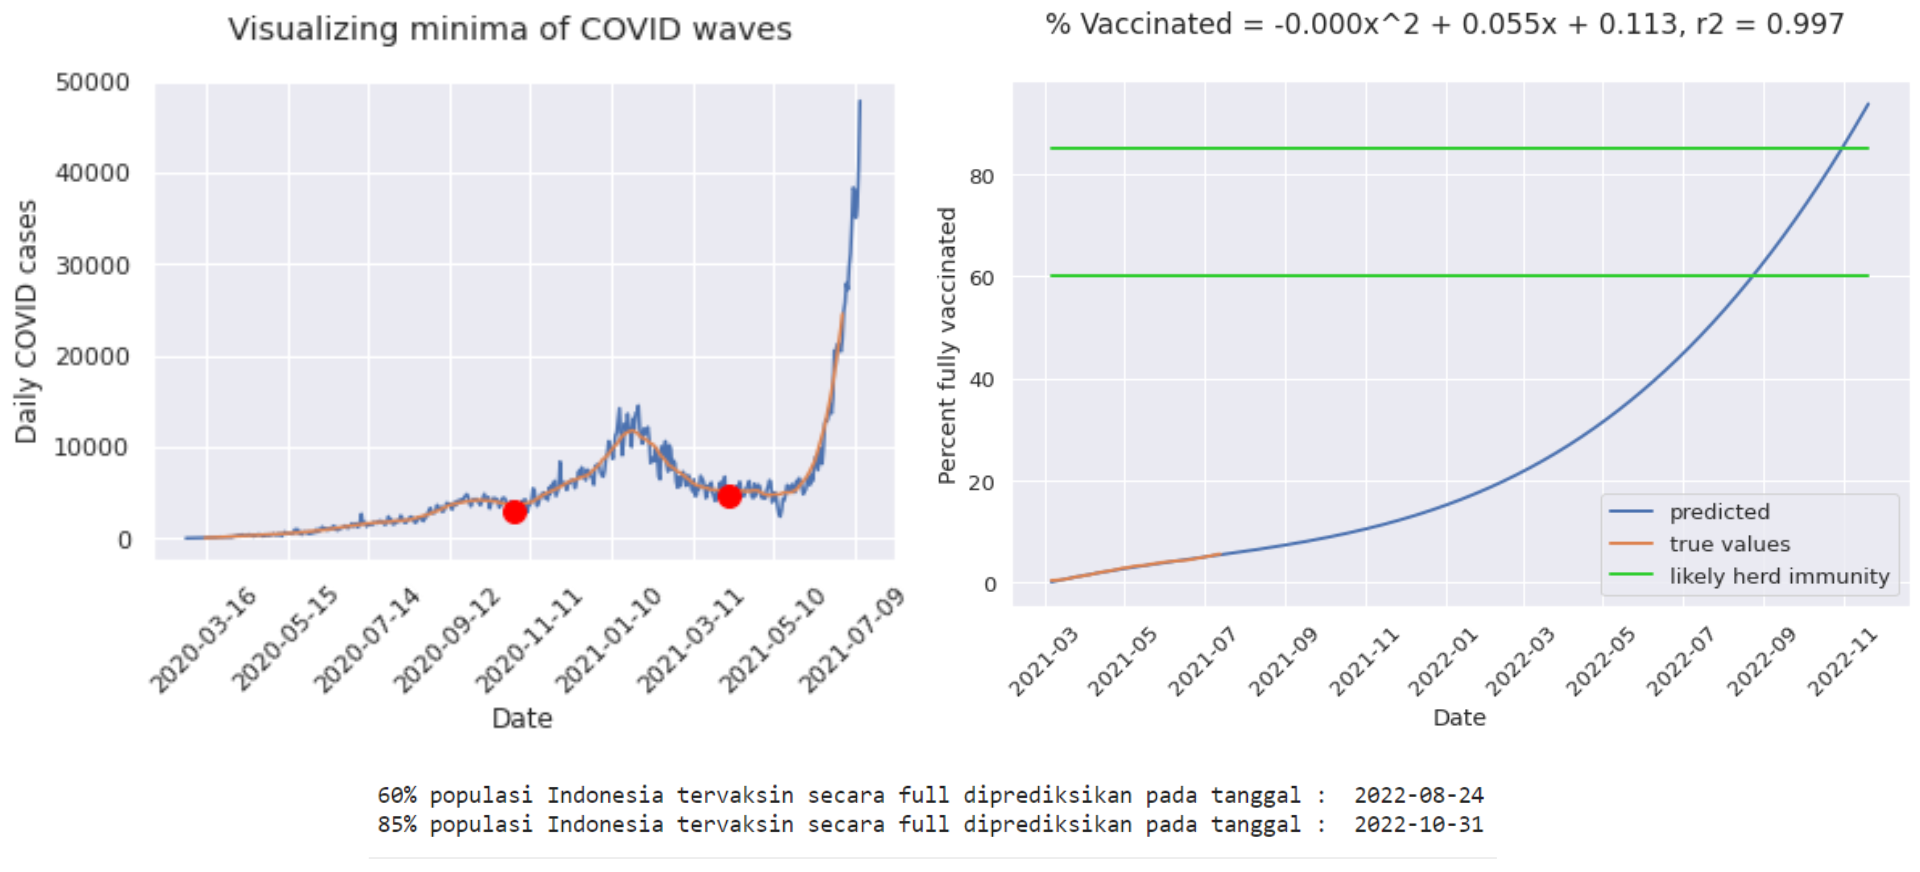 Visualizing minima of COVID waves
50000
40000
30000
20000
10000
0
Daily COVID cases
2020-03-16
2020-05-15
2020-07-14
2020-09-12
2020-11-11
2021-01-10
2021-03-11
2021-05-10
2021-07-09
Date
% Vaccinated = -0.000x^2 + 0.055x + 0.113, r2 = 0.997
80
60
40
20
0
Percent fully vaccinated
predicted
true values
likely herd immunity
2021-03
2021-05
2021-07
2021-09
2021-11
2022-01
2022-03
2022-05
2022-07
2022-09
2022-11
Date
60% populasi Indonesia tervaksin secara full diprediksikan pada tanggal : 2022-08-24
85% populasi Indonesia tervaksin secara full diprediksikan pada tanggal : 2022-10-31